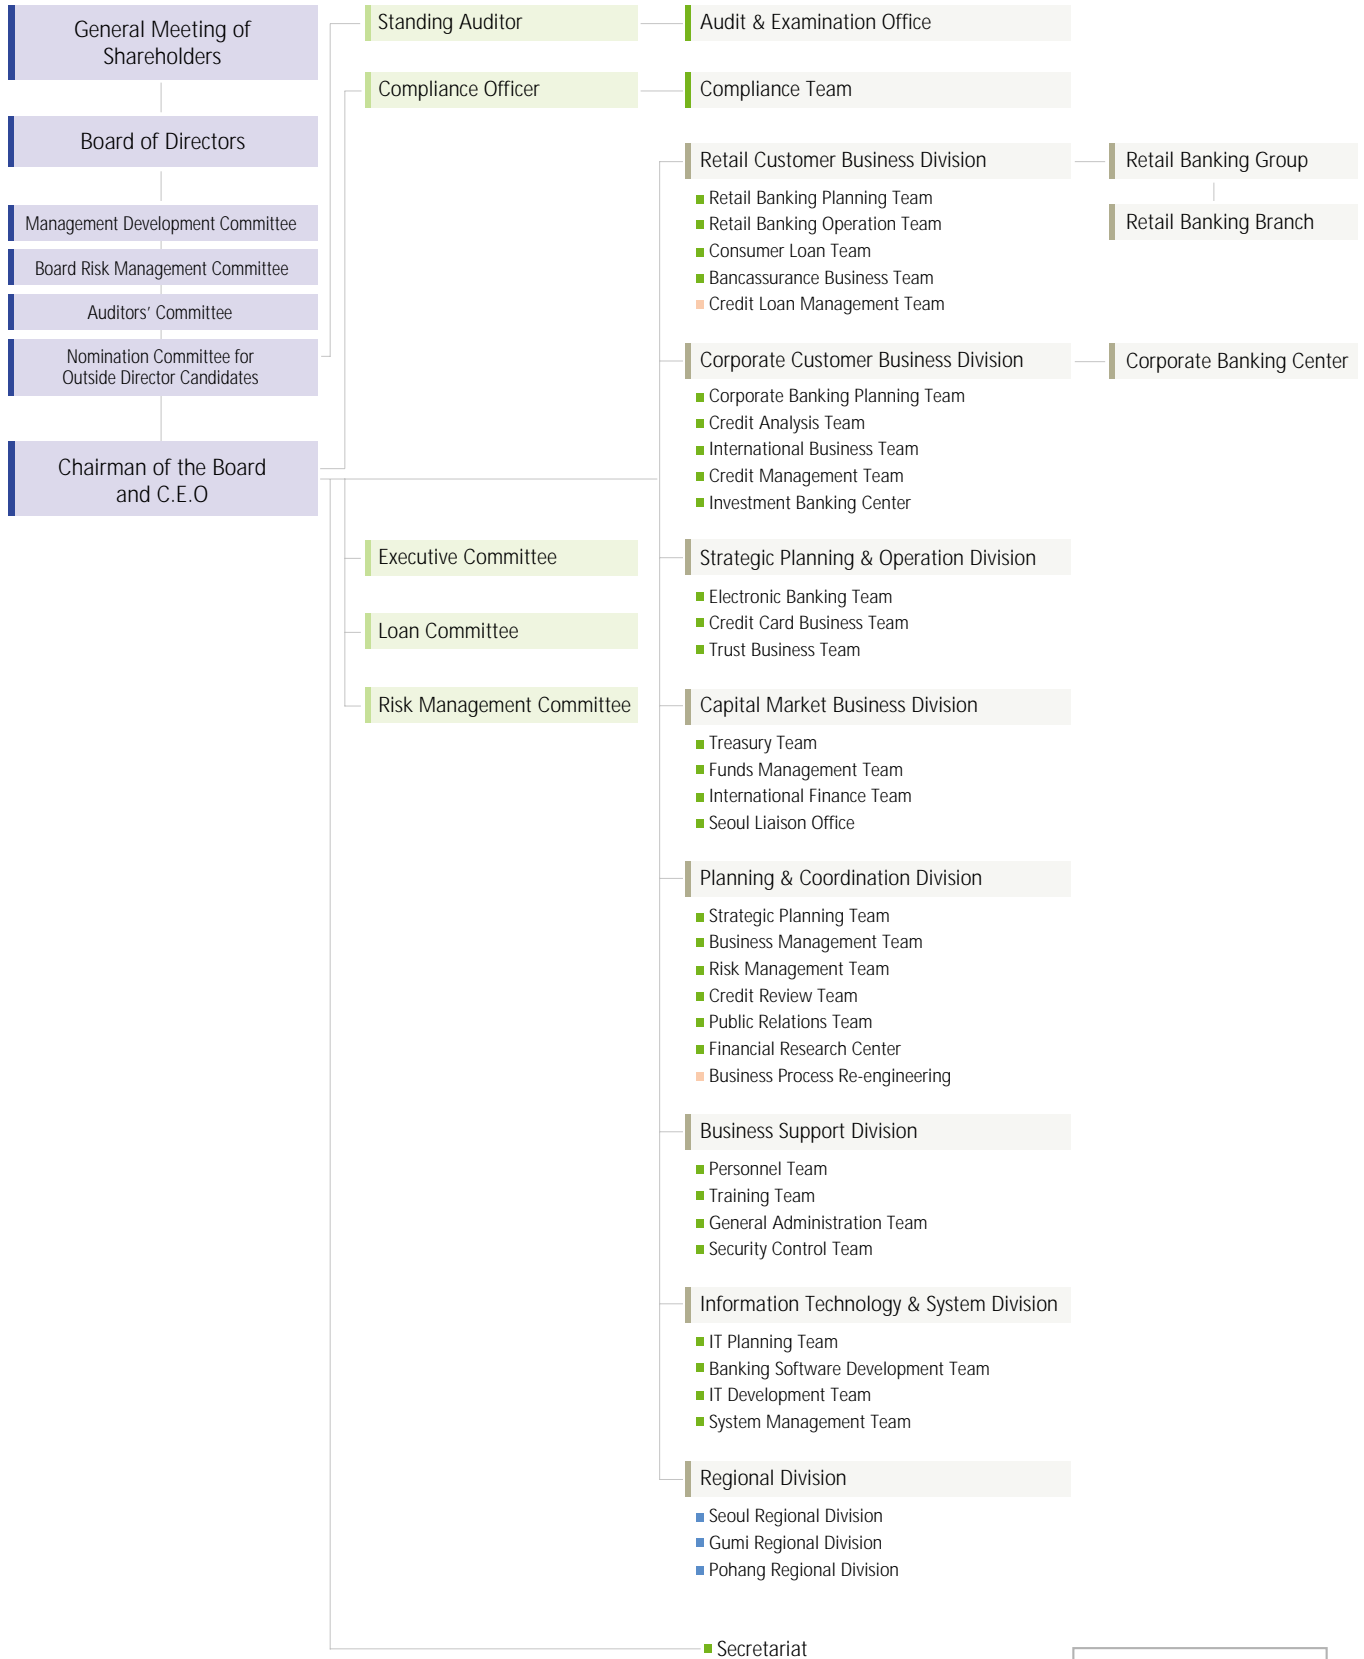 General Meeting of
Shareholders
Board of Directors
Management Development Committee
Board Risk Management Committee
Auditors’ Committee
Nomination Committee for
Outside Director Candidates
Chairman of the Board
and C.E.O
Standing Auditor
Compliance Officer
Executive Committee
Loan Committee
Risk Management Committee
Audit & Examination Office
Compliance Team
Retail Customer Business Division
Retail Banking Planning Team
Retail Banking Operation Team
Consumer Loan Team
Bancassurance Business Team
Credit Loan Management Team
Retail Banking Group
Retail Banking Branch
Corporate Customer Business Division
Corporate Banking Planning Team
Credit Analysis Team
International Business Team
Credit Management Team
Investment Banking Center
Corporate Banking Center
Strategic Planning & Operation Division
Electronic Banking Team
Credit Card Business Team
Trust Business Team
Capital Market Business Division
Treasury Team
Funds Management Team
International Finance Team
Seoul Liaison Office
Planning & Coordination Division
Strategic Planning Team
Business Management Team
Risk Management Team
Credit Review Team
Public Relations Team
Financial Research Center
Business Process Re-engineering
Business Support Division
Personnel Team
Training Team
General Administration Team
Security Control Team
Information Technology & System Division
IT Planning Team
Banking Software Development Team
IT Development Team
System Management Team
Regional Division
Seoul Regional Division
Gumi Regional Division
Pohang Regional Division
Secretariat